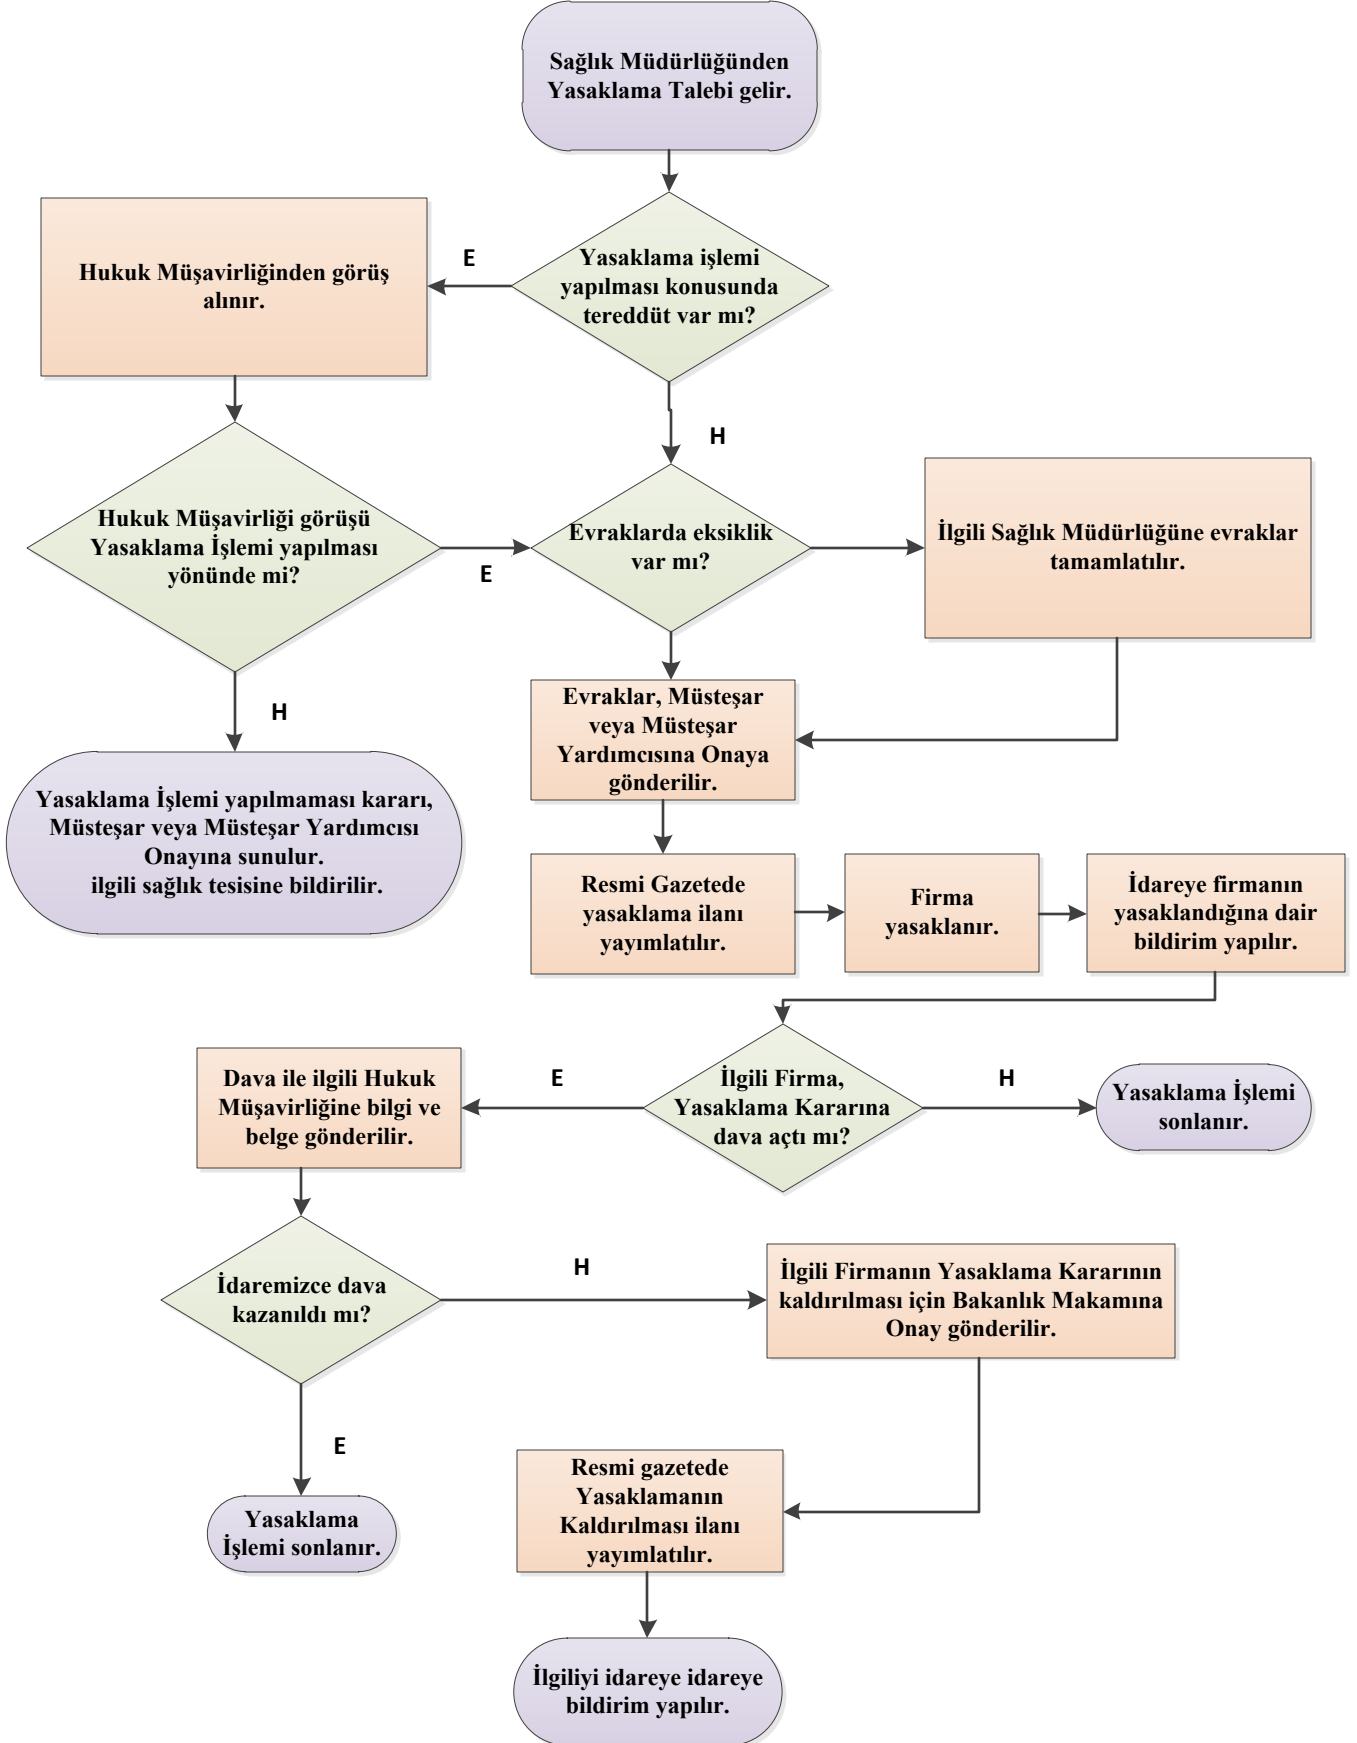 Sağlık Müdürlüğünden
Yasaklama Talebi gelir.
Yasaklama işlemi
yapılması konusunda
tereddüt var mı?
E
Hukuk Müşavirliğinden görüş
alınır.
H
Hukuk Müşavirliği görüşü
Yasaklama İşlemi yapılması
yönünde mi?
E
Evraklarda eksiklik
var mı?
İlgili Sağlık Müdürlüğüne evraklar
tamamlatılır.
H
Yasaklama İşlemi yapılmaması kararı,
Müsteşar veya Müsteşar Yardımcısı
Onayına sunulur.
ilgili sağlık tesisine bildirilir.
Evraklar, Müsteşar
veya Müsteşar
Yardımcısına Onaya
gönderilir.
Resmi Gazetede
yasaklama ilanı
yayımlatılır.
Firma
yasaklanır.
İdareye firmanın
yasaklandığına dair
bildirim yapılır.
İlgili Firma,
Yasaklama Kararına
dava açtı mı?
E
H
Dava ile ilgili Hukuk
Müşavirliğine bilgi ve
belge gönderilir.
Yasaklama İşlemi
sonlanır.
İdaremizce dava
kazanıldı mı?
H
İlgili Firmanın Yasaklama Kararının
kaldırılması için Bakanlık Makamına
Onay gönderilir.
E
Yasaklama
İşlemi sonlanır.
Resmi gazetede
Yasaklamanın
Kaldırılması ilanı
yayımlatılır.
İlgiliyi idareye idareye
bildirim yapılır.